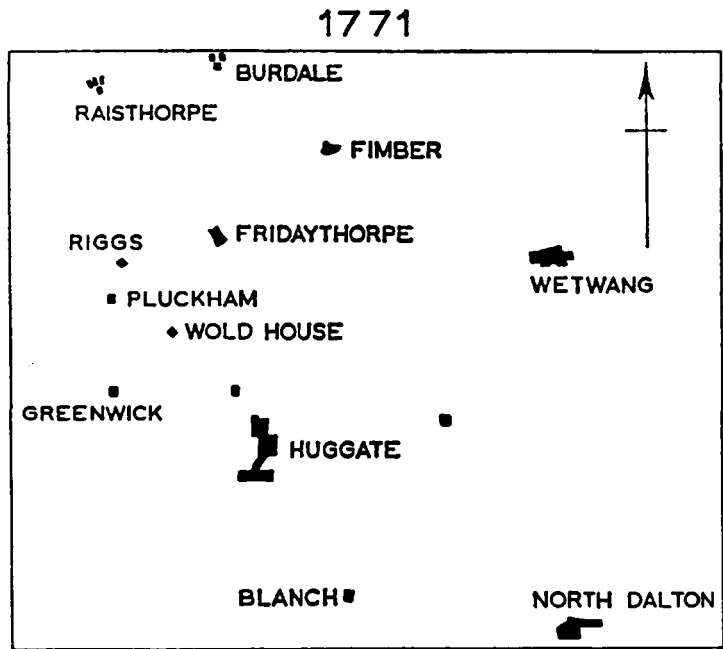 1771
BURDALE
RAISTHORPE
FIMBER
FRIDAYTHORPE
RIGGS
WETWANG
PLUCKHAM
WOLD HOUSE
GREENWICK
HUGGATE
BLANCH
NORTH DALTON